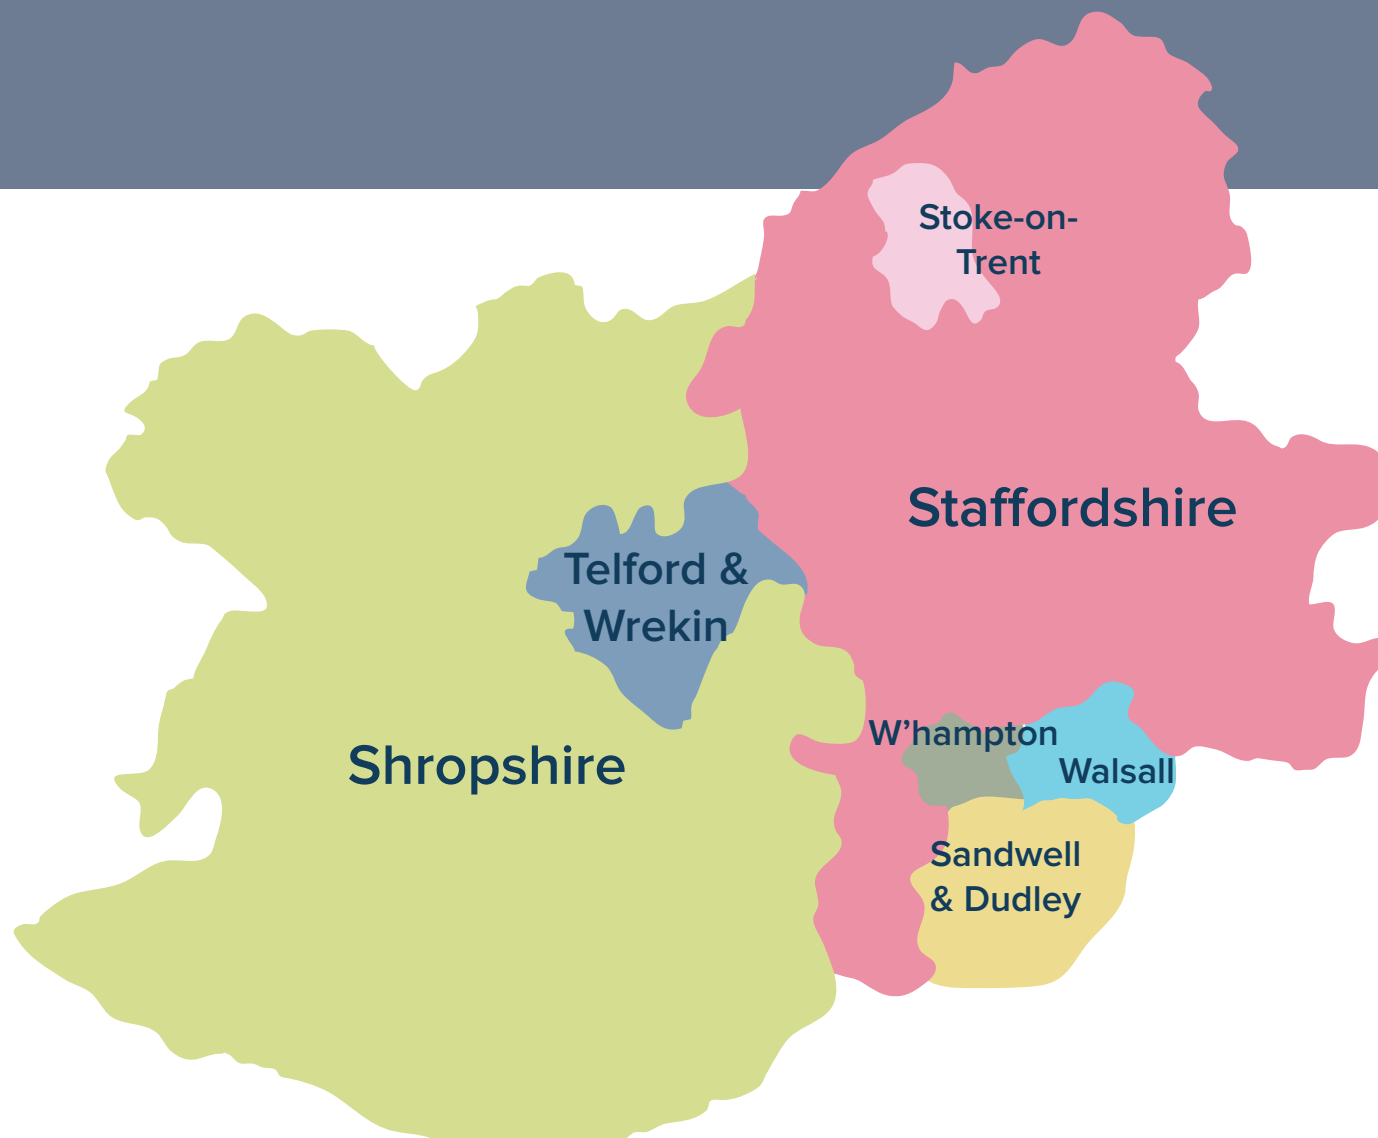 Stoke-on-
Trent
Staffordshire
Telford &
Wrekin
W’hampton
Shropshire
Walsall
Sandwell
& Dudley